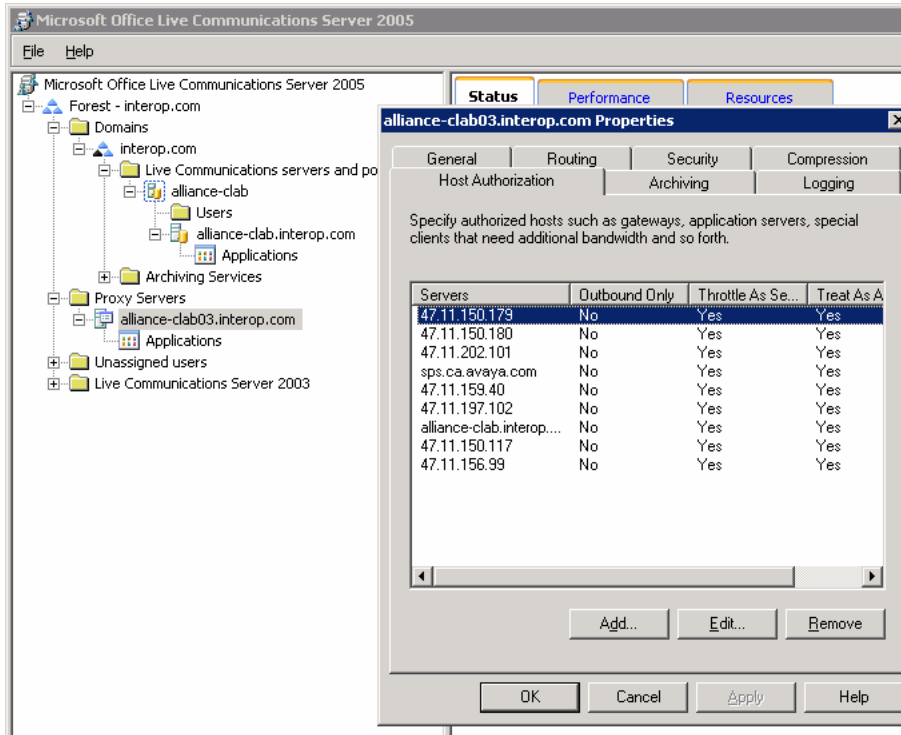 Microsoft Office Live Communications Server 2005
File Help
Microsoft Office Live Communications Server 2005
Forest - interop.com
Domains
interop.com
Live Communications servers and po
alliance-clab
Users
alliance-clab.interop.com
Applications
Archiving Services
Proxy Servers
alliance-clab03.interop.com
Applications
Unassigned users
Live Communications Server 2003
Status Performance Resources
alliance-clab03.interop.com Properties
General Routing Security Compression
Host Authorization Archiving Logging
Specify authorized hosts such as gateways, application servers, special
clients that need additional bandwidth and so forth.
Servers Outbound Only Throttle As Se... Treat As A
47.11.150.179 No Yes Yes
47.11.150.180 No Yes Yes
47.11.202.101 No Yes Yes
sps.ca.avaya.com No Yes Yes
47.11.159.40 No Yes Yes
47.11.197.102 No Yes Yes
alliance-clab.interop.... No Yes Yes
47.11.150.117 No Yes Yes
47.11.156.99 No Yes Yes
Add... Edit... Remove
OK Cancel Apply Help